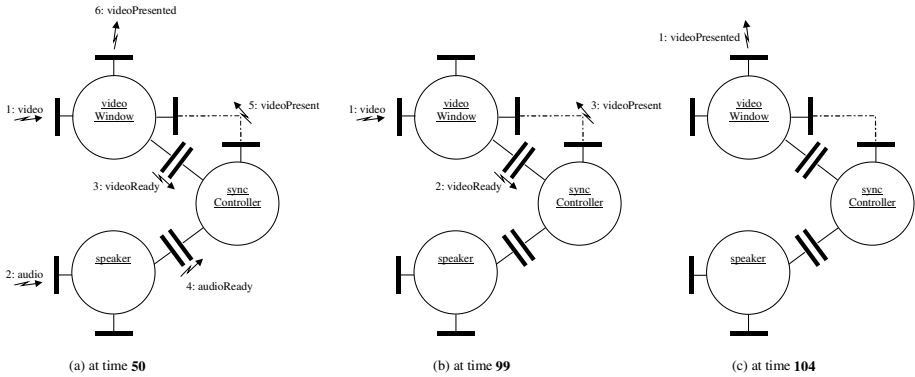 6: videoPresented
1: video
video
Window
5: videoPresent
3: videoReady
sync
Controller
speaker
2: audio
4: audioReady
(a) at time 50
1: video
video
Window
3: videoPresent
2: videoReady
sync
Controller
speaker
(b) at time 99
1: videoPresented
video
Window
sync
Controller
speaker
(c) at time 104